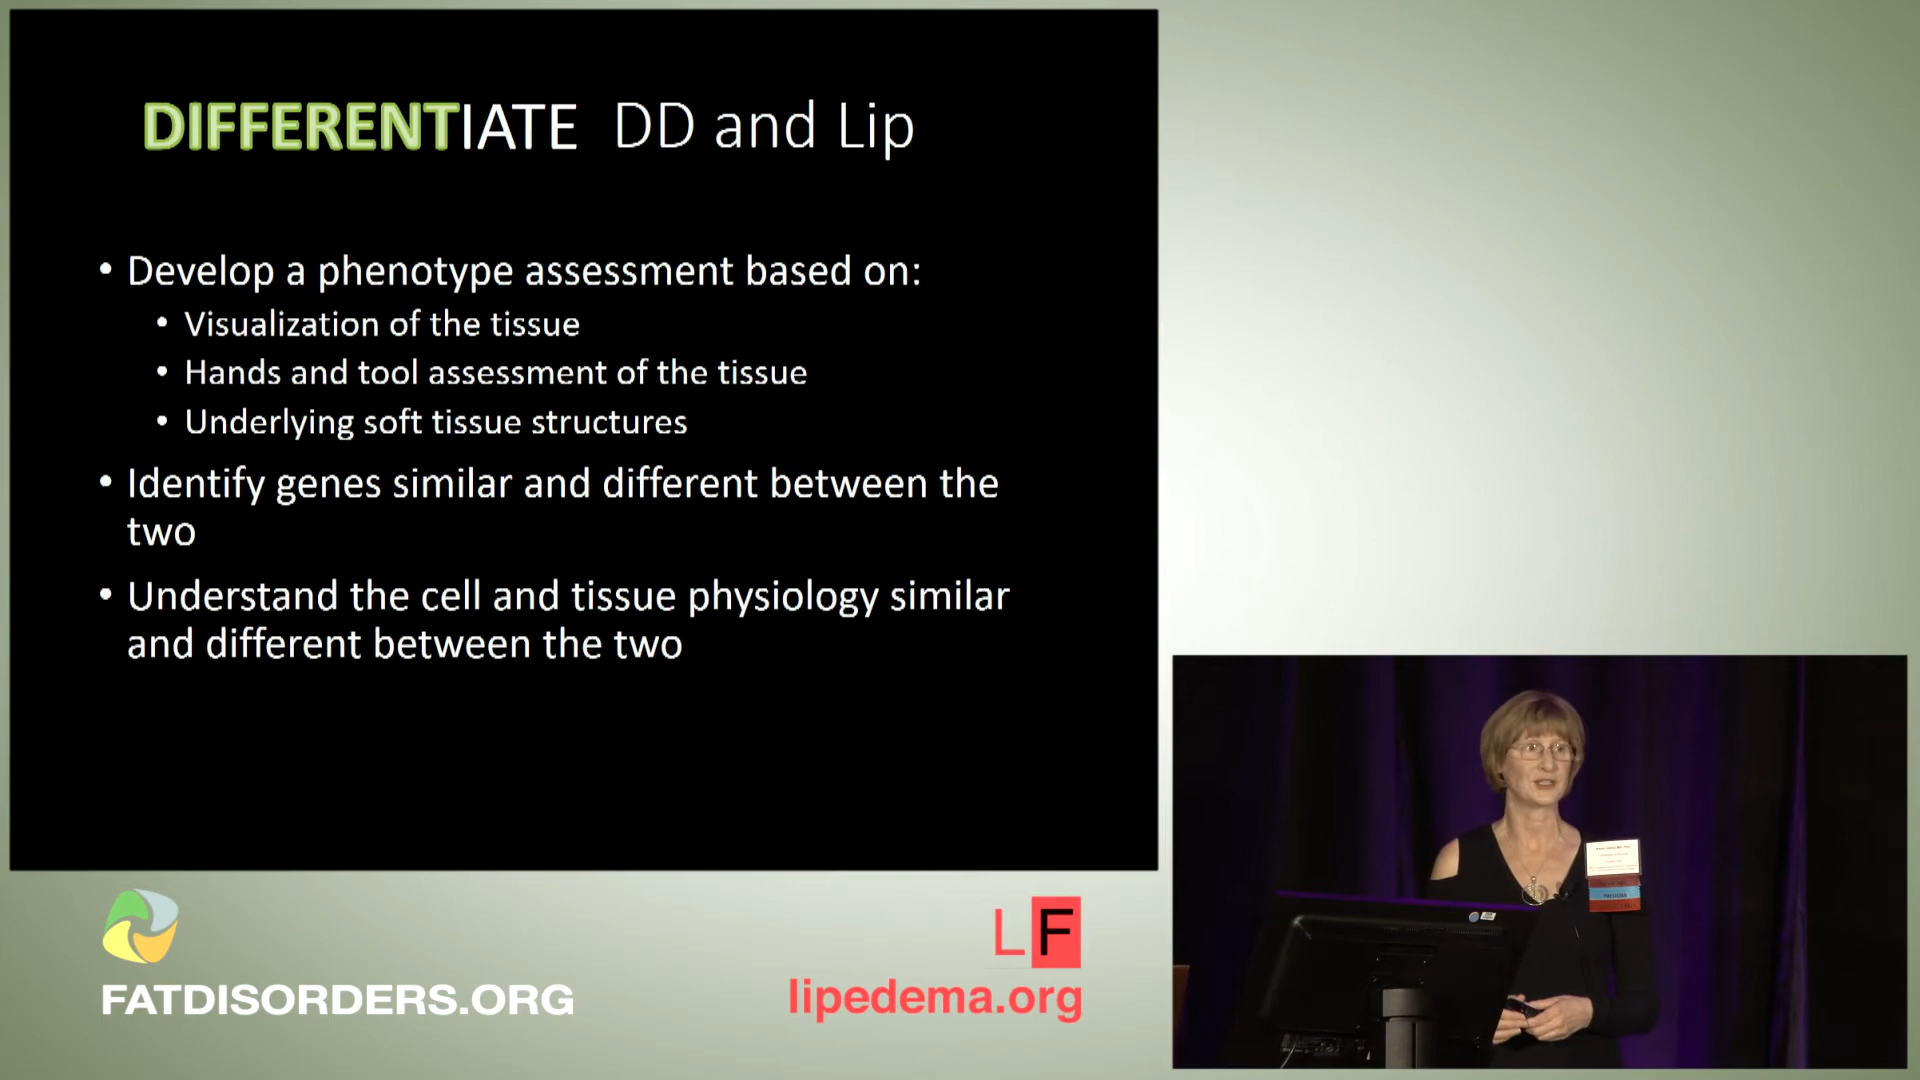 DIFFERENTIATE DD and Lip
• Develop a phenotype assessment based on:
• Visualization of the tissue
• Hands and tool assessment of the tissue
• Underlying soft tissue structures
• Identify genes similar and different between the
two
• Understand the cell and tissue physiology similar
and different between the two
LF
FATDISORDERS.ORG
lipedema.org